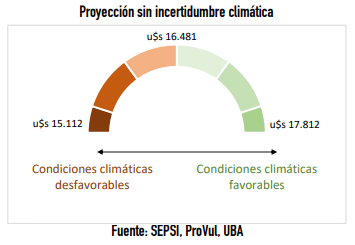 Proyección sin incertidumbre climática
u$s 16.481
u$s 15.112
u$s 17.812
Condiciones climáticas
desfavorables
Condiciones climáticas
favorables
Fuente: SEPSI, ProVul, UBA